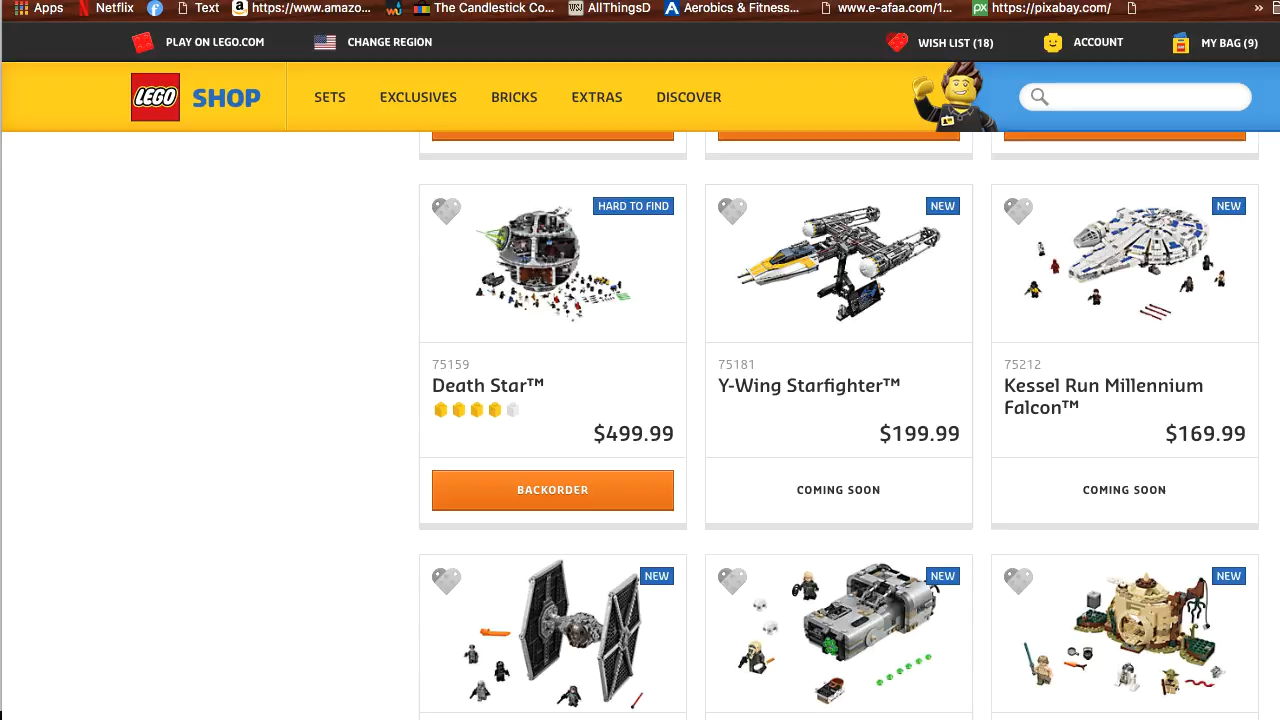 Apps
Netflix
Text
https://www.amazo...
The Candlestick Co...
AllThingsD
Aerobics & Fitness...
www.e-afaa.com/1...
https://pixabay.com/
»
PLAY ON LEGO.COM
CHANGE REGION
WISH LIST (18)
ACCOUNT
MY BAG (9)
LEGO SHOP
SETS
EXCLUSIVES
BRICKS
EXTRAS
DISCOVER
HARD TO FIND
NEW
NEW
75159
Death Star™
$499.99
BACKORDER
75181
Y-Wing Starfighter™
$199.99
COMING SOON
75212
Kessel Run Millennium
Falcon™
$169.99
COMING SOON
NEW
NEW
NEW